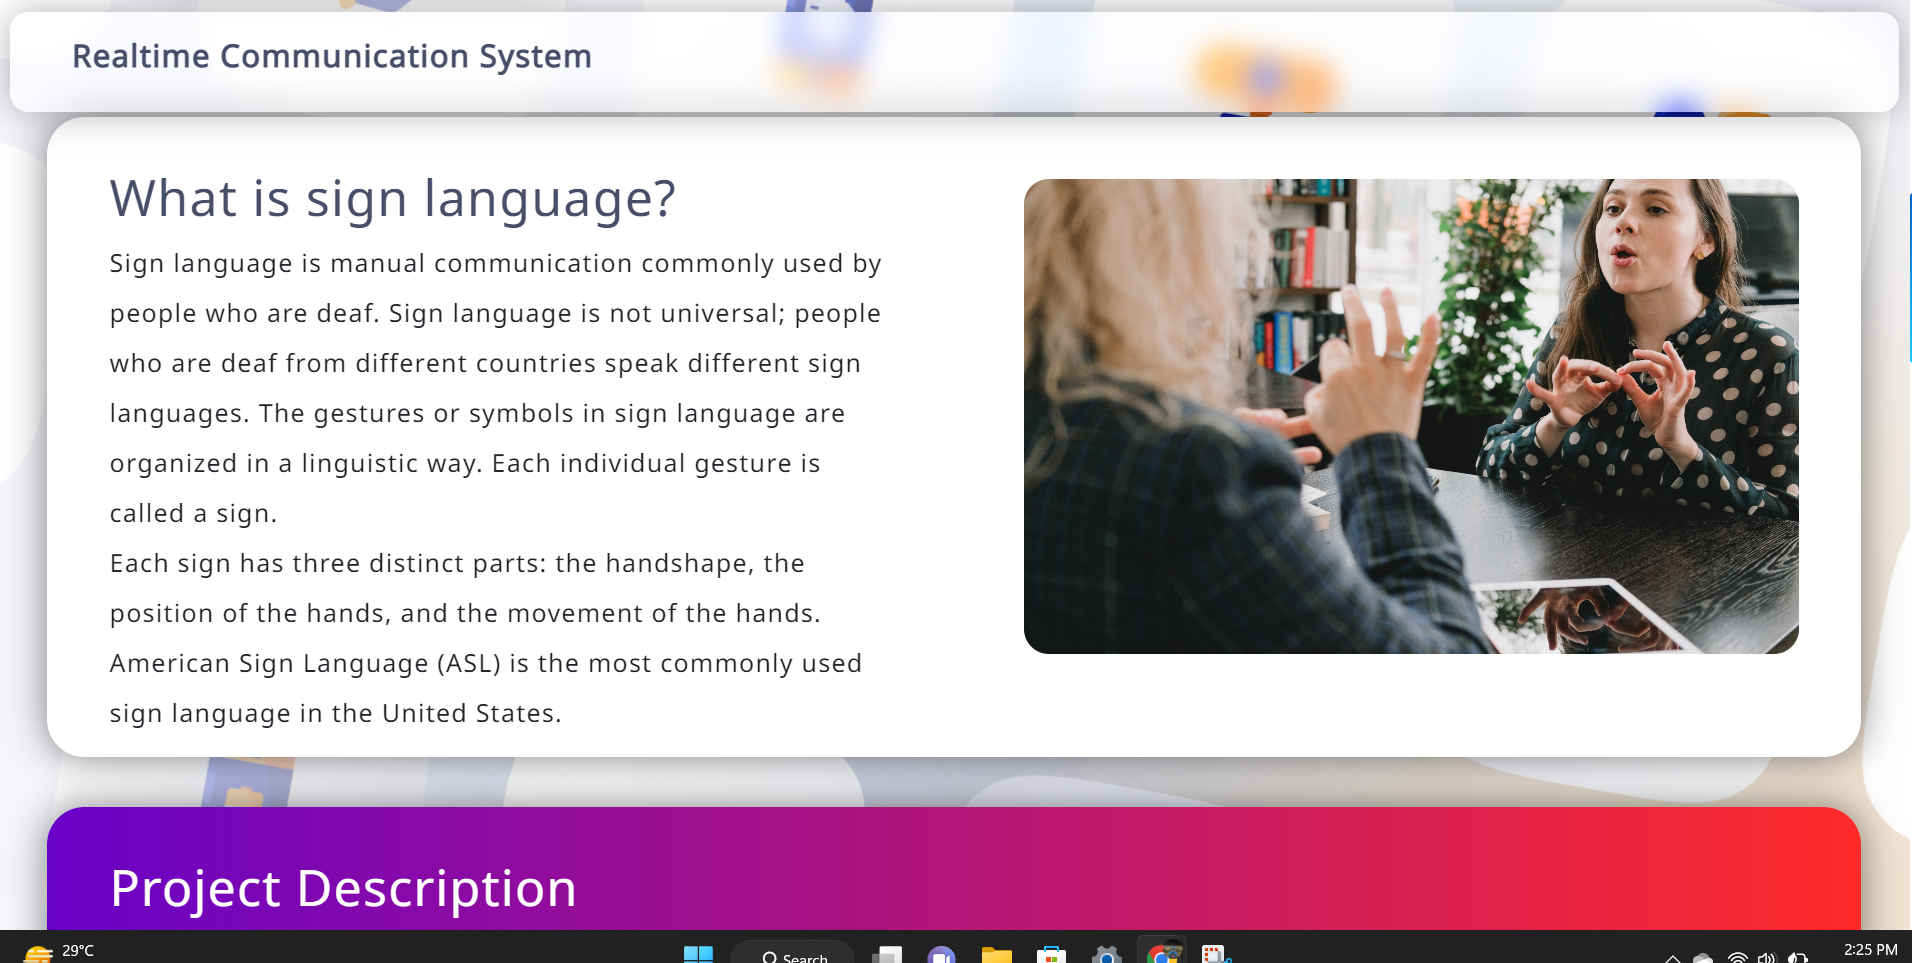 Realtime Communication System
What is sign language?
Sign language is manual communication commonly used by
people who are deaf. Sign language is not universal; people
who are deaf from different countries speak different sign
languages. The gestures or symbols in sign language are
organized in a linguistic way. Each individual gesture is
called a sign.
Each sign has three distinct parts: the handshape, the
position of the hands, and the movement of the hands.
American Sign Language (ASL) is the most commonly used
sign language in the United States.
Project Description
29°C
Search
2:25 PM